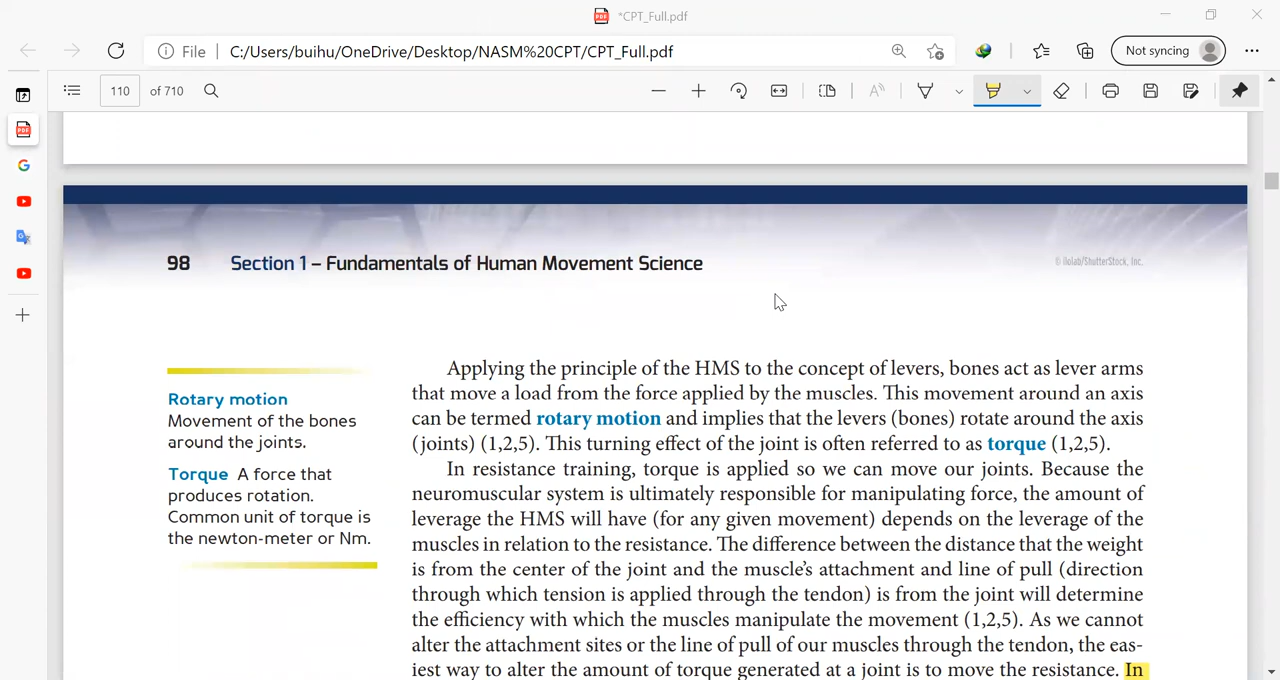 *CPT_Full.pdf
File C:/Users/buihu/OneDrive/Desktop/NASM%20CPT/CPT_Full.pdf Not syncing
110 of 710
98 Section 1 – Fundamentals of Human Movement Science
© llolab/ShutterStock, Inc.
Rotary motion
Movement of the bones
around the joints.
Torque A force that
produces rotation.
Common unit of torque is
the newton-meter or Nm.
Applying the principle of the HMS to the concept of levers, bones act as lever arms
that move a load from the force applied by the muscles. This movement around an axis
can be termed rotary motion and implies that the levers (bones) rotate around the axis
(joints) (1,2,5). This turning effect of the joint is often referred to as torque (1,2,5).
In resistance training, torque is applied so we can move our joints. Because the
neuromuscular system is ultimately responsible for manipulating force, the amount of
leverage the HMS will have (for any given movement) depends on the leverage of the
muscles in relation to the resistance. The difference between the distance that the weight
is from the center of the joint and the muscle's attachment and line of pull (direction
through which tension is applied through the tendon) is from the joint will determine
the efficiency with which the muscles manipulate the movement (1,2,5). As we cannot
alter the attachment sites or the line of pull of our muscles through the tendon, the eas-
iest way to alter the amount of torque generated at a joint is to move the resistance. In